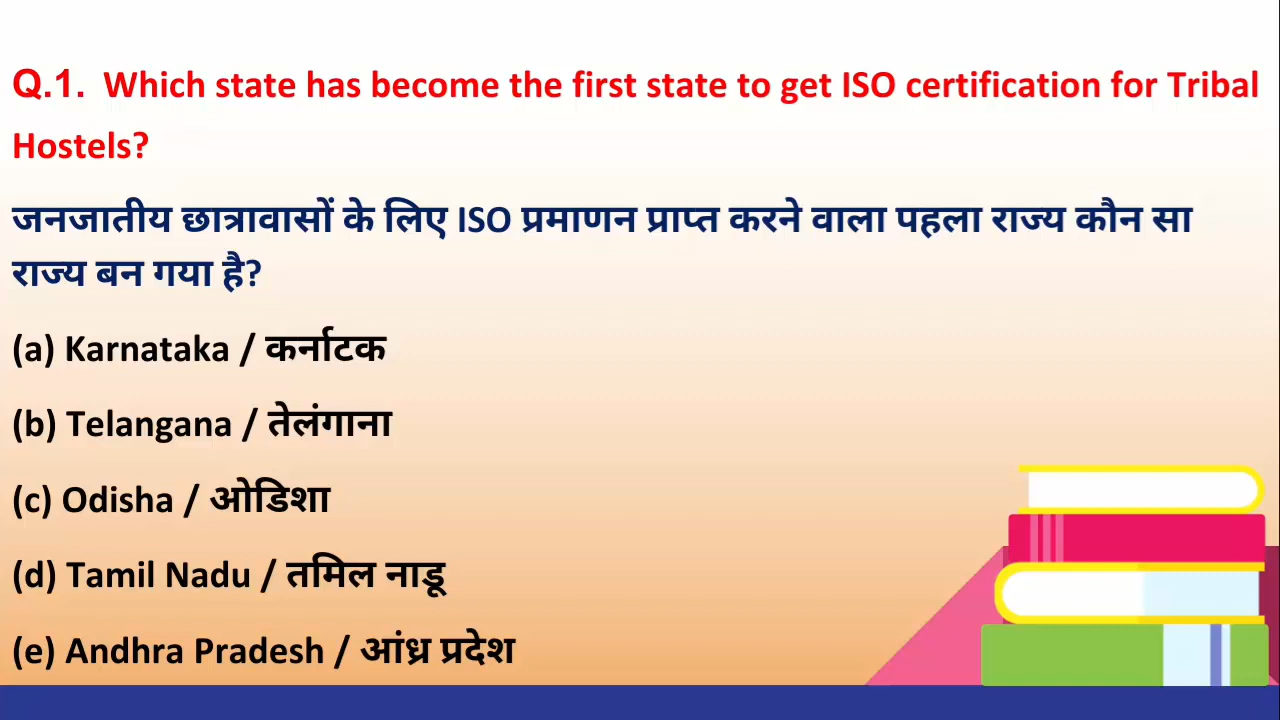 Q.1. Which state has become the first state to get ISO certification for Tribal
Hostels?
जनजातीय छात्रावासों के लिए ISO प्रमाणन प्राप्त करने वाला पहला राज्य कौन सा
राज्य बन गया है?
(a) Karnataka / कर्नाटक
(b) Telangana / तेलंगाना
(c) Odisha / ओडिशा
(d) Tamil Nadu / तमिल नाडू
(e) Andhra Pradesh / आंध्र प्रदेश